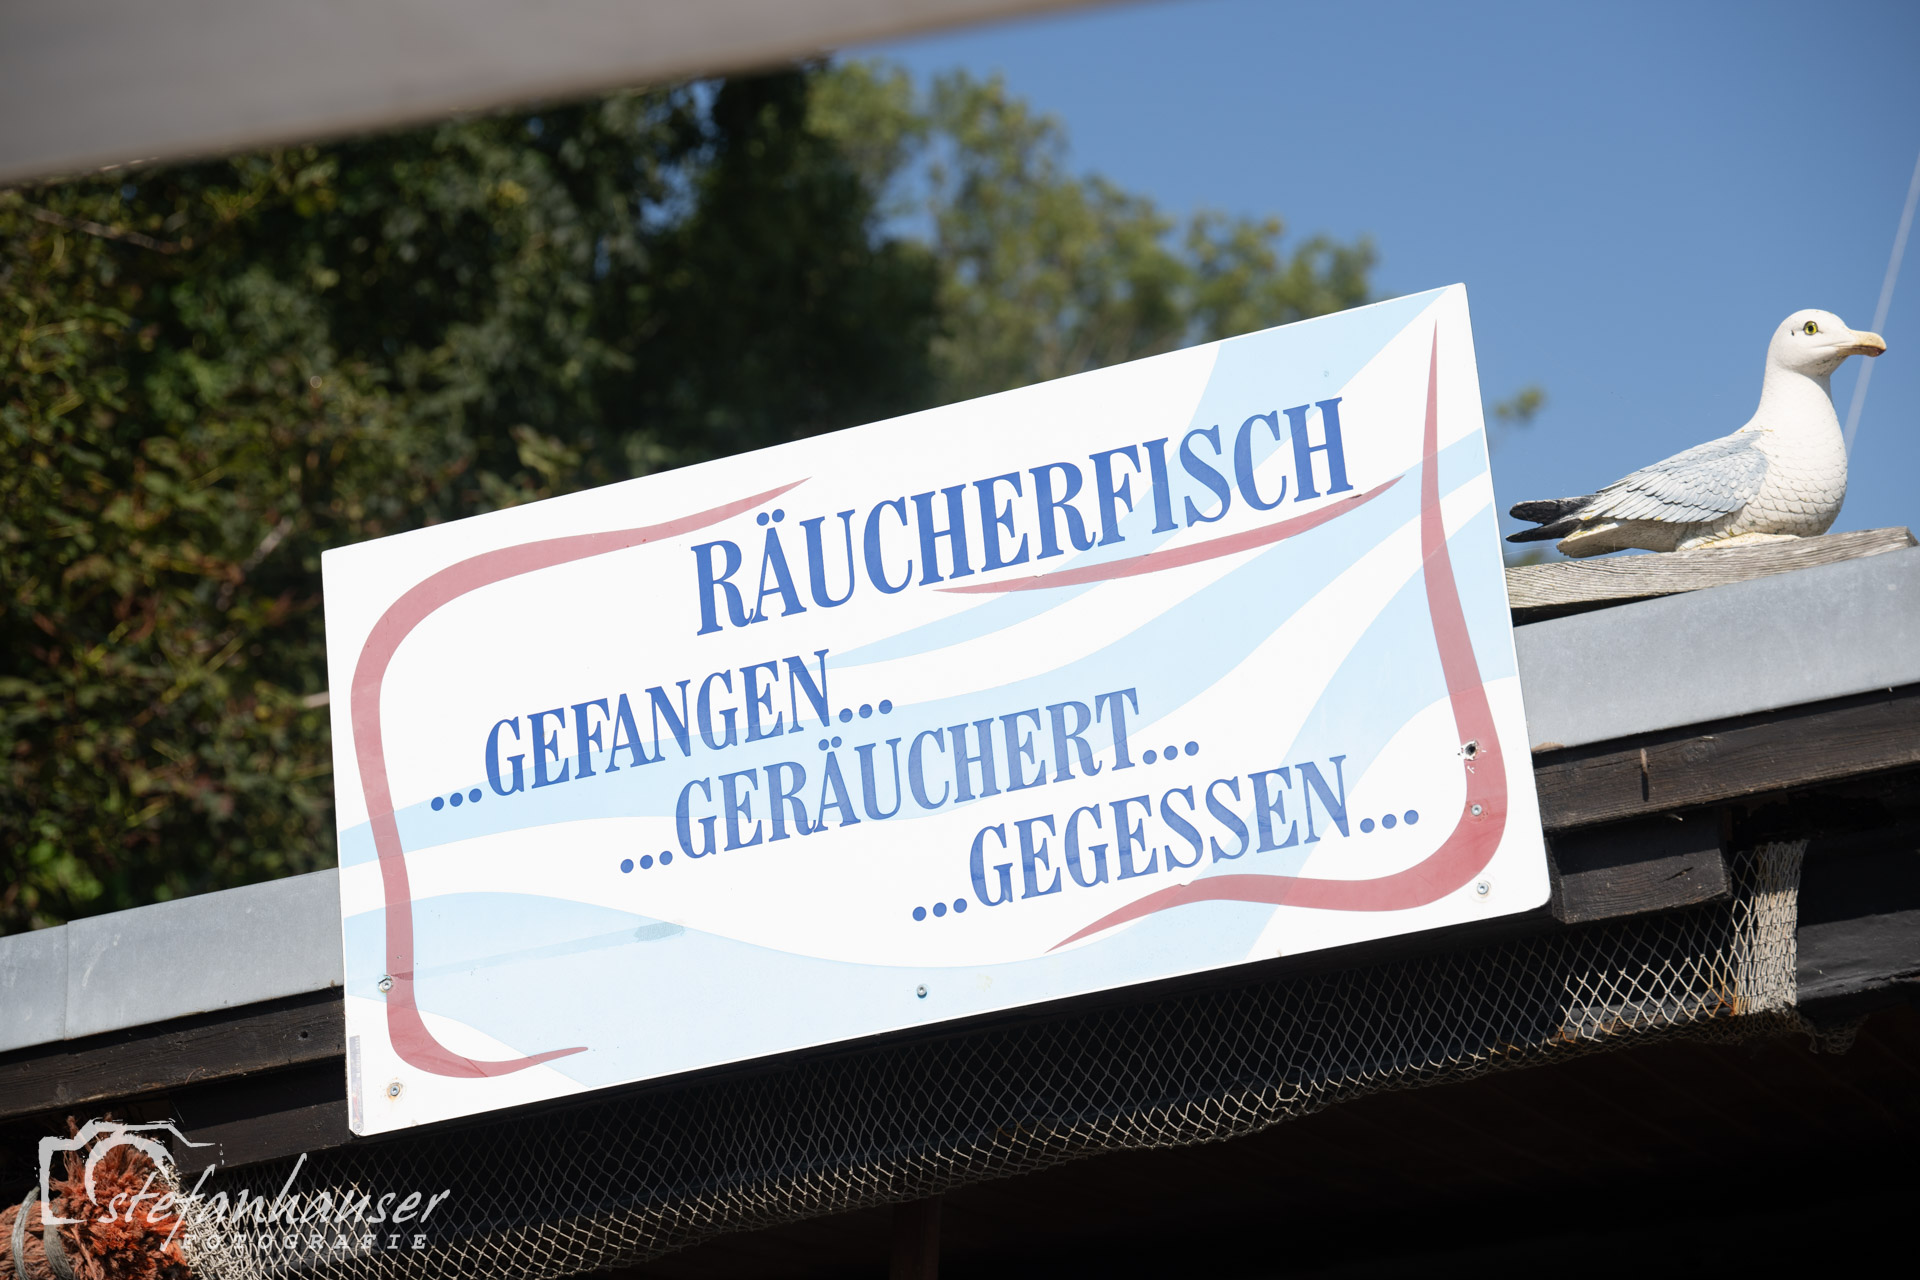 RÄUCHERFISCH
...GEFANGEN...
...GERÄUCHERT...
...GEGESSEN...
stefanhauser
FOTOGRAFIE